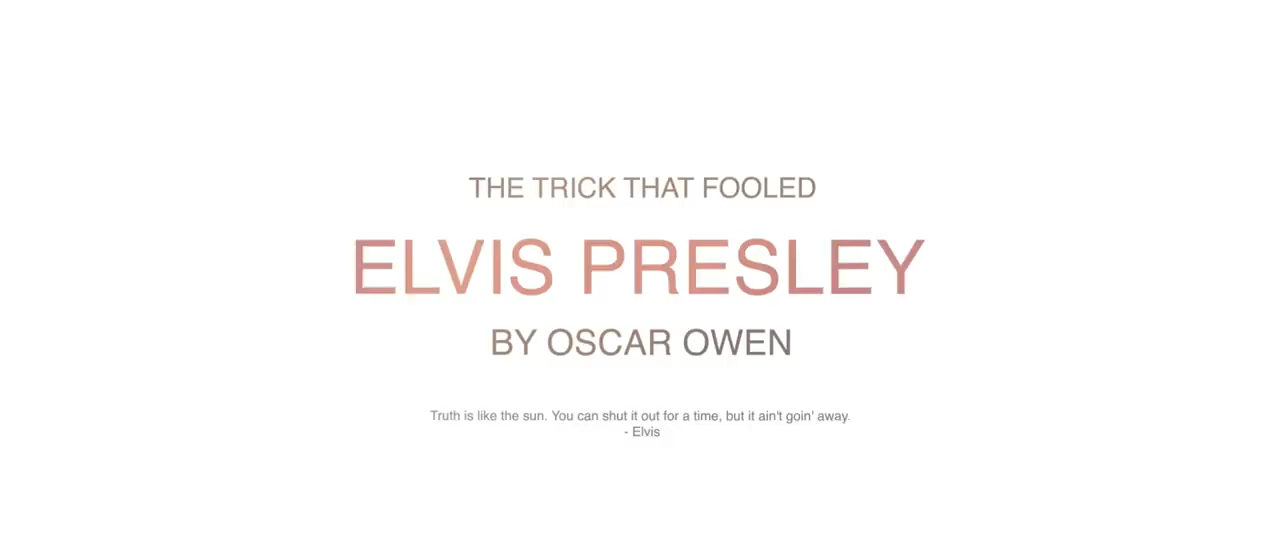 THE TRICK THAT FOOLED
ELVIS PRESLEY
BY OSCAR OWEN
Truth is like the sun. You can shut it out for a time, but it ain't goin' away.
- Elvis